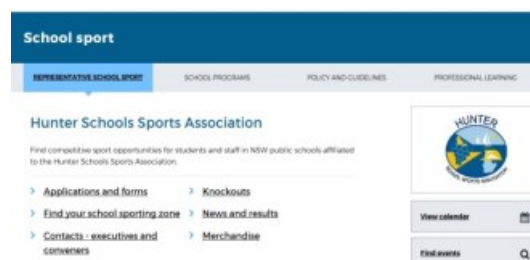 School sport
REPRESENTATIVE SCHOOL SPORT
SCHOOL PROGRAMS
POLICY AND GUIDELINES
PROFESSIONAL LEARNING
Hunter Schools Sports Association
Find competitive sport opportunities for students and staff in NSW public schools affiliated
to the Hunter Schools Sports Association.
Applications and forms
Find your school sporting zone
Contacts - executives and
conveners
Knockouts
News and results
Merchandise
HUNTER
SCHOOL SPORTS ASSOCIATION
View calendar
Find events